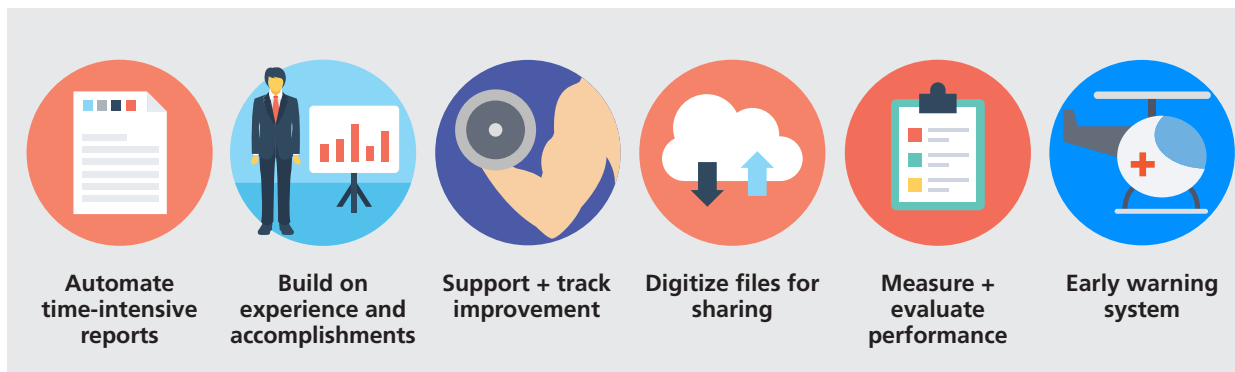 Automate
time-intensive
reports
Build on
experience and
accomplishments
Support + track
improvement
Digitize files for
sharing
Measure +
evaluate
performance
Early warning
system